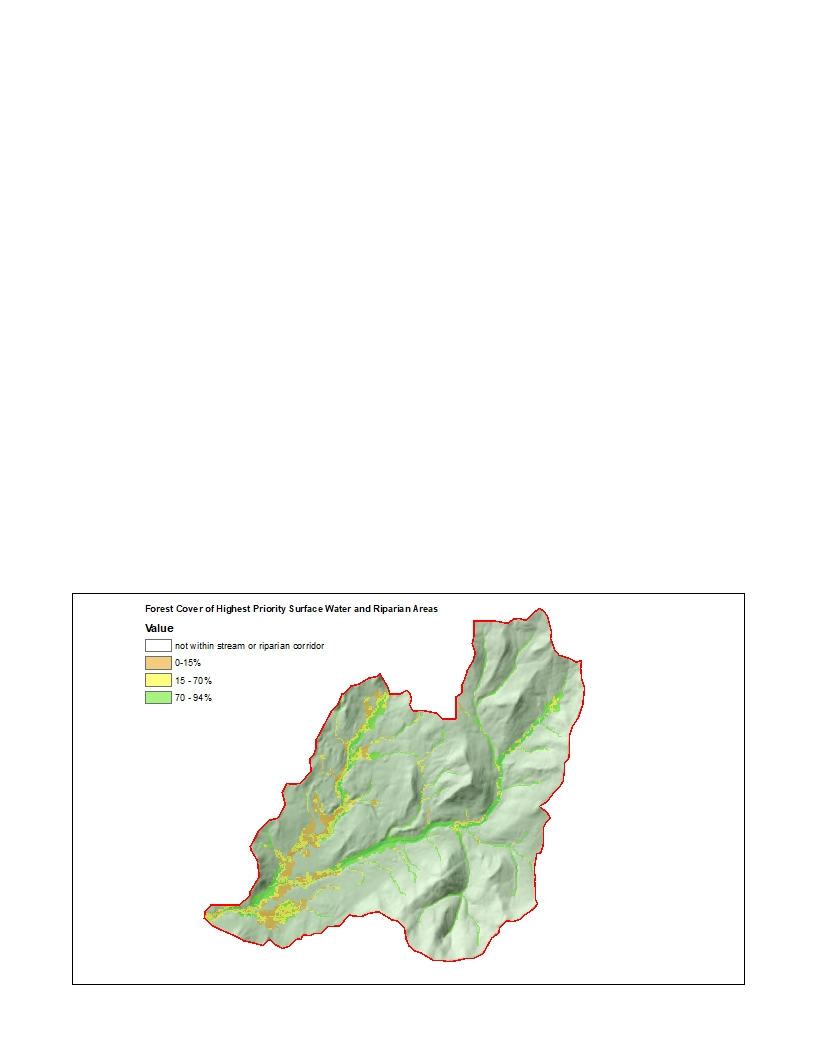 Forest Cover of Highest Priority Surface Water and Riparian Areas
Value
not within stream or riparian corridor
0-15%
15 - 70%
70 - 94%